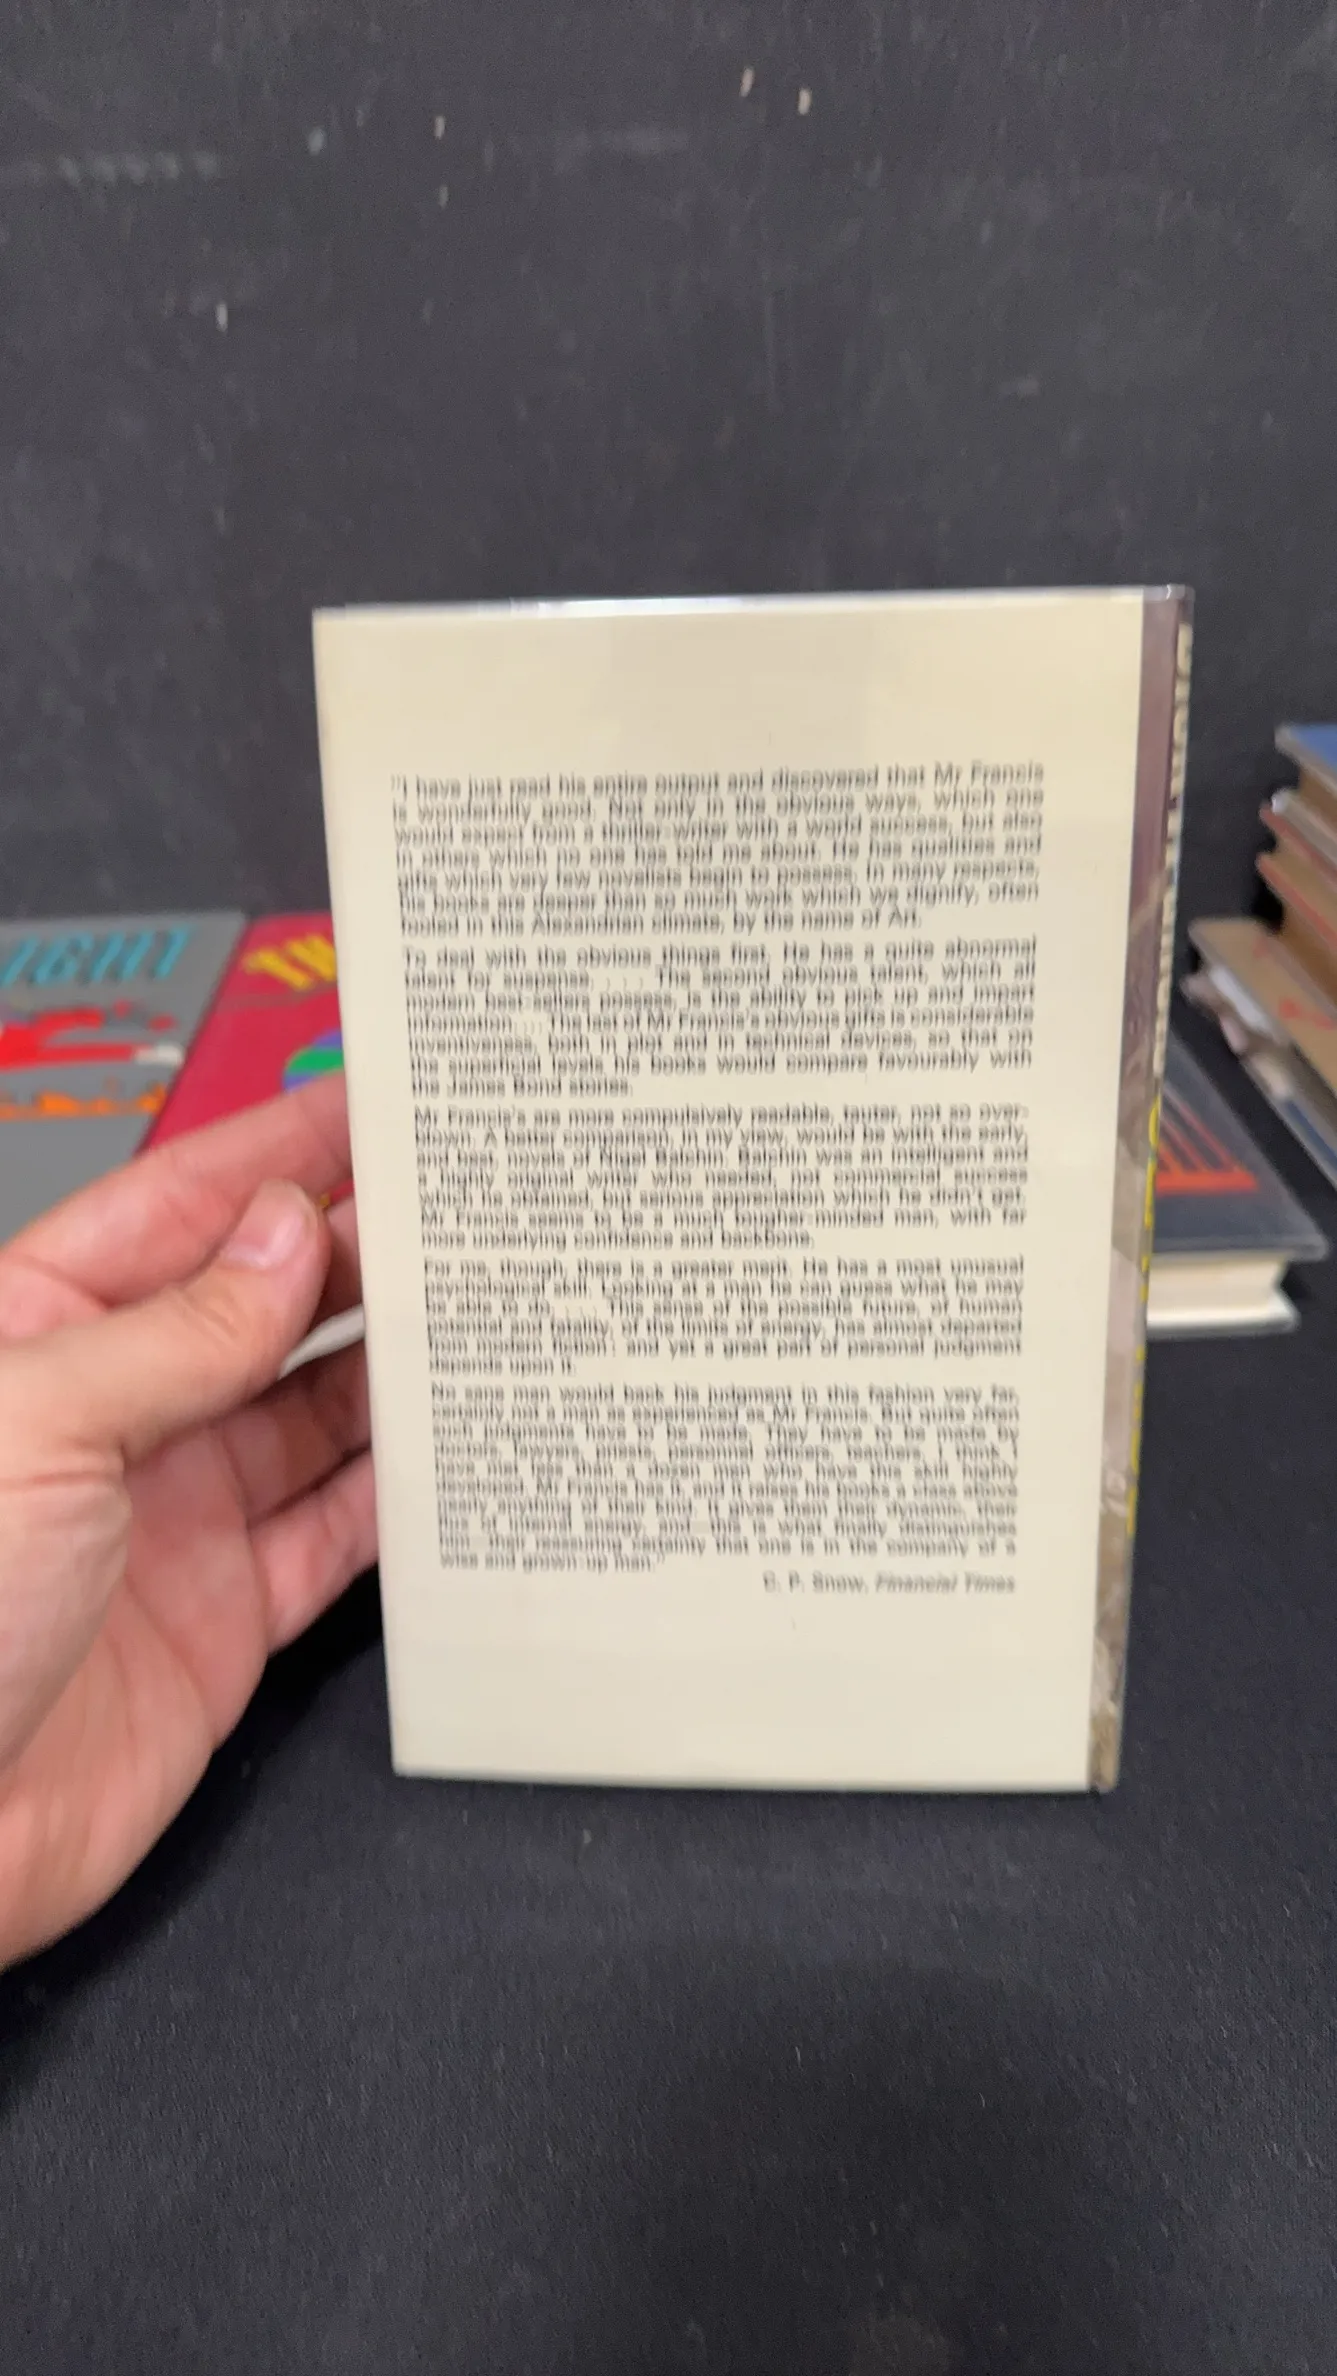 "I have just read his entire output and discovered that Mr Francis
is wonderfully good. Not only in the obvious ways, which one
would expect from a thriller-writer with a world success, but also
in others which no one has told me about. He has qualities and
gifts which very few novelists begin to possess. In many respects,
his books are deeper than so much work which we dignify, often
fooled in this Alexandrian climate, by the name of Art.
To deal with the obvious things first. He has a quite abnormal
talent for suspense. . . . The second obvious talent, which all
modern best-sellers possess, is the ability to pick up and impart
information. . . . The last of Mr Francis's obvious gifts is considerable
inventiveness, both in plot and in technical devices, so that on
the superficial levels his books would compare favourably with
the James Bond stories.
Mr Francis's are more compulsively readable, tauter, not so over-
blown. A better comparison, in my view, would be with the early,
and best, novels of Nigel Balchin. Balchin was an intelligent and
a highly original writer who needed, not commercial success
which he obtained, but serious appreciation which he didn't get.
Mr Francis seems to be a much tougher-minded man, with far
more underlying confidence and backbone.
For me, though, there is a greater merit. He has a most unusual
psychological skill. Looking at a man he can guess what he may
be able to do. . . . This sense of the possible future, of human
potential and fatality, of the limits of energy, has almost departed
from modern fiction: and yet a great part of personal judgment
depends upon it.
No sane man would back his judgment in this fashion very far,
certainly not a man as experienced as Mr Francis. But quite often
such judgments have to be made. They have to be made by
doctors, lawyers, priests, personnel officers, teachers. I think I
have met less than a dozen men who have this skill highly
developed. Mr Francis has it, and it raises his books a class above
nearly anything of their kind. It gives them their dynamic, their
of internal energy, and—this is what finally distinguishes
him—their reassuring certainty that one is in the company of a
wise and grown-up man."
C. P. Snow, Financial Times